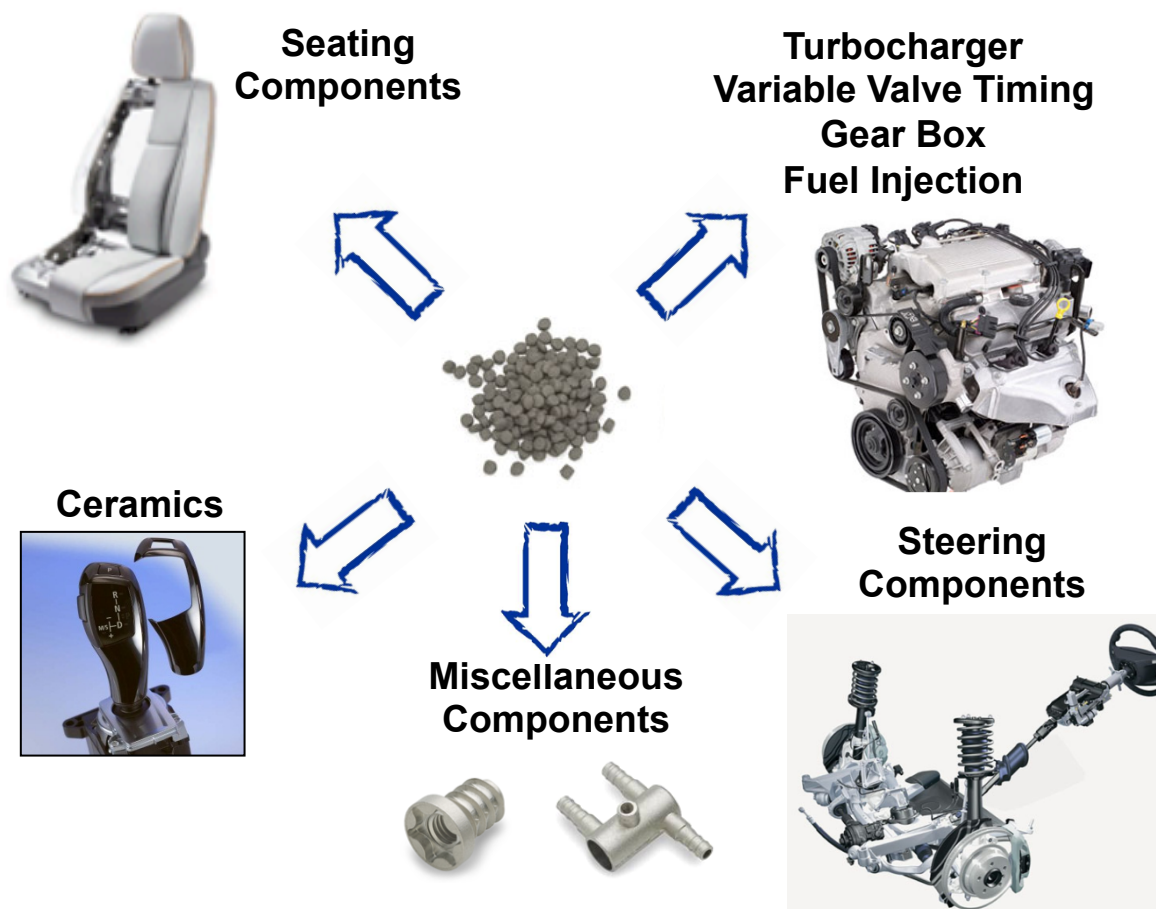 Seating
Components
Turbocharger
Variable Valve Timing
Gear Box
Fuel Injection
Ceramics
P
R
N
M/S
D
+
Steering
Components
Miscellaneous
Components